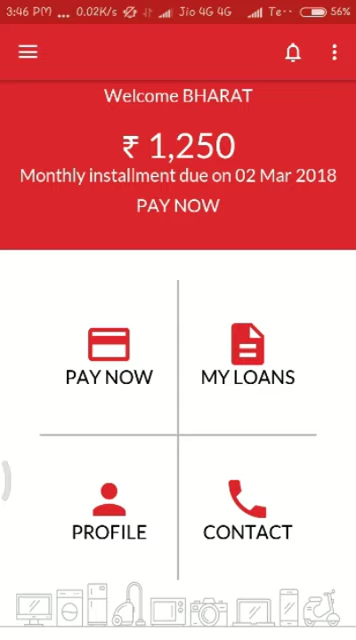 3:46 PM ... 0.02K/s Jio 4G 4G Te·· 56%
Welcome BHARAT
₹ 1,250
Monthly installment due on 02 Mar 2018
PAY NOW
PAY NOW MY LOANS
PROFILE CONTACT